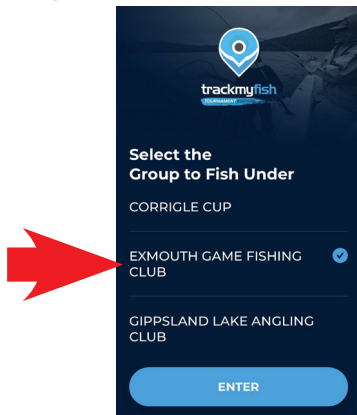 trackmyfish
TOURNAMENT
Select the
Group to Fish Under
CORRIGLE CUP
EXMOUTH GAME FISHING
CLUB
GIPPSLAND LAKE ANGLING
CLUB
ENTER